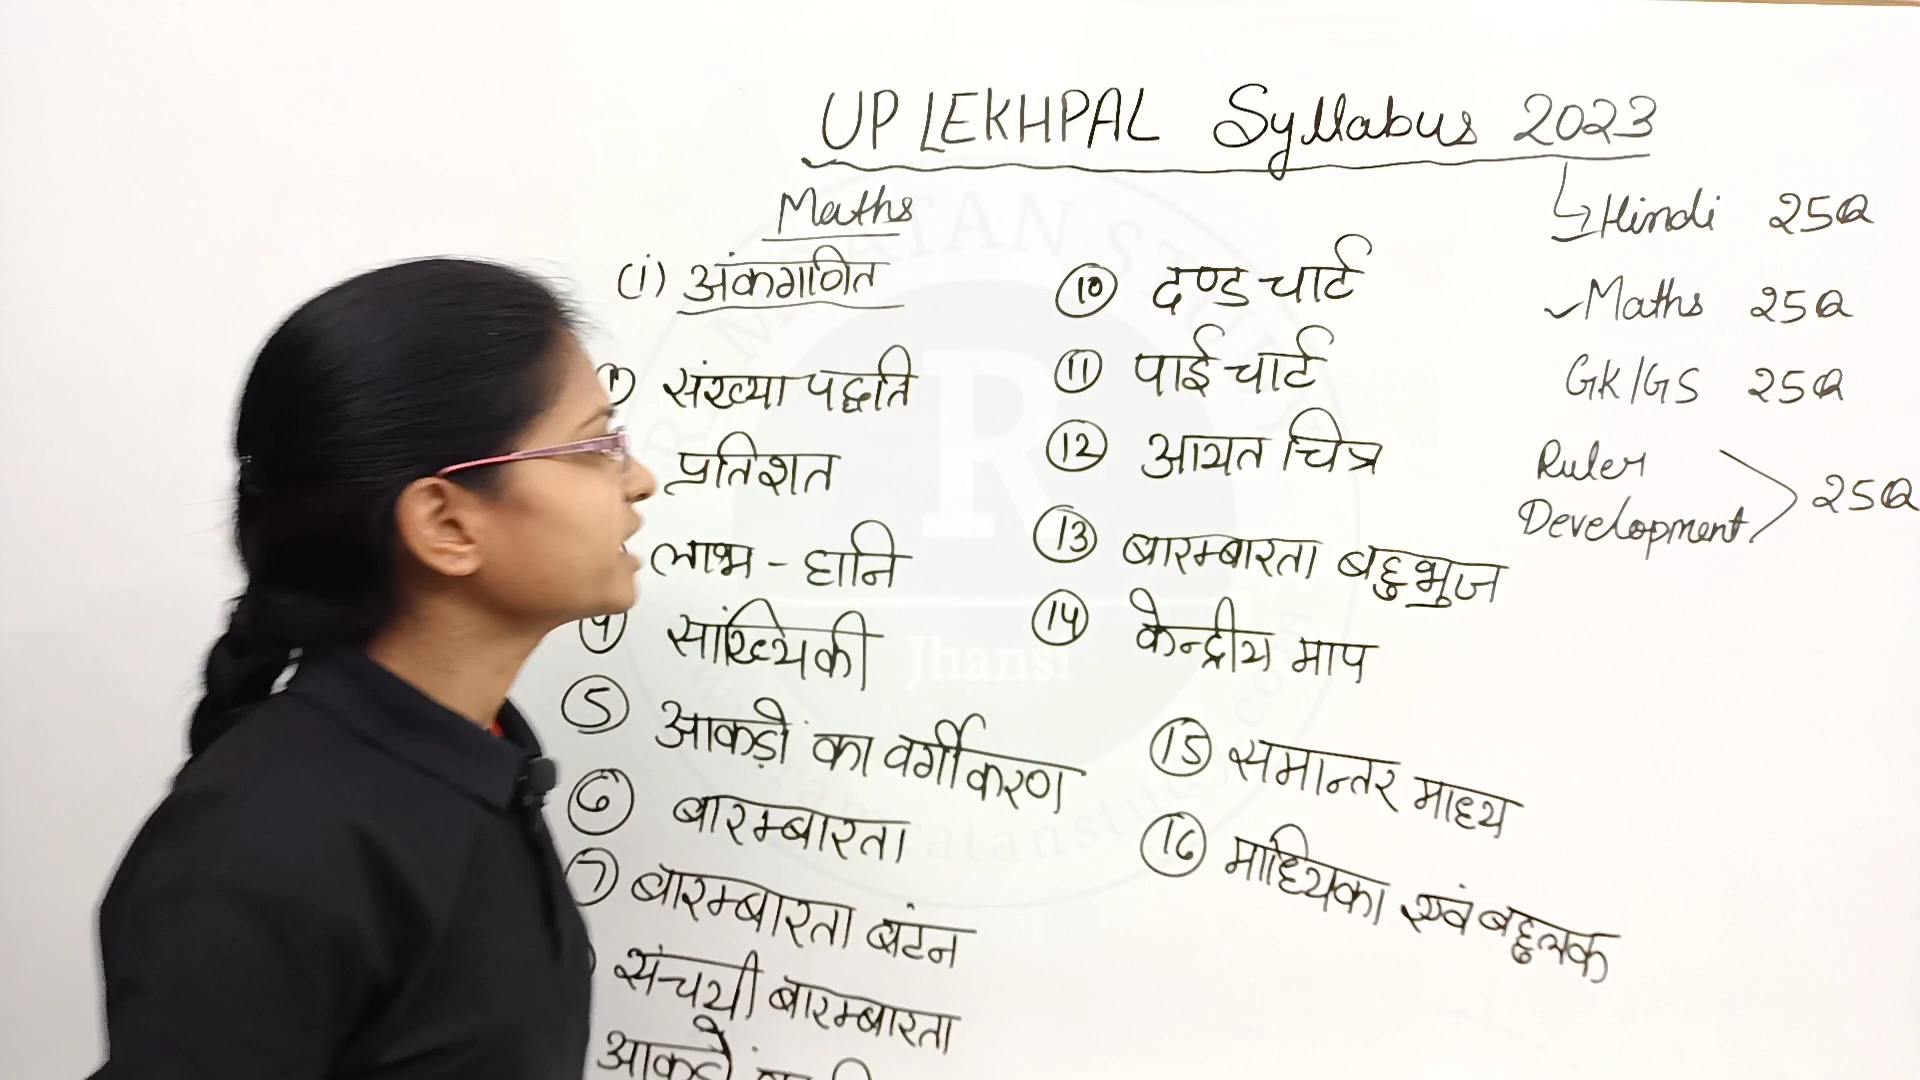 UP LEKHPAL Syllabus 2023
Maths
(i) अंकगणित
संख्या पद्धति
प्रतिशत
लाभ - हानि
4 सांख्यिकी
5 आकड़ों का वर्गीकरण
6 बारम्बारता
7 बारम्बारता बंटन
संचयी बारम्बारता
10 दण्ड चार्ट
11 पाई चार्ट
12 आयत चित्र
13 बारम्बारता बहुभुज
14 केन्द्रीय माप
15 समान्तर माध्य
16 माध्यिका एवं बहुलक
Hindi 25Q
Maths 25Q
GK/GS 25Q
Ruler
Development 25Q
R
Jhansi